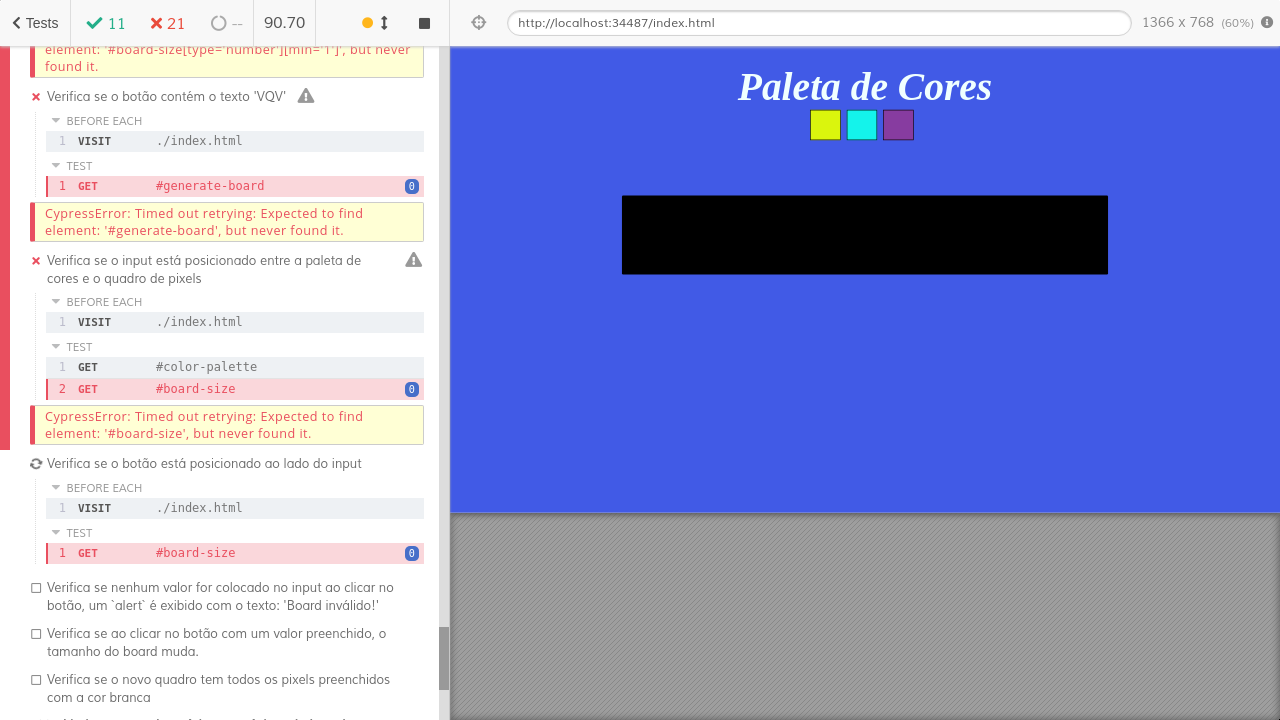 Tests 11 21 -- 90.70 http://localhost:34487/index.html 1366 x 768 (60%)
element: '#board-size[type='number'][min='1']', but never
found it.
Verifica se o botão contém o texto 'VQV'
BEFORE EACH
1 VISIT ./index.html
TEST
1 GET #generate-board 0
CypressError: Timed out retrying: Expected to find
element: '#generate-board', but never found it.
Verifica se o input está posicionado entre a paleta de
cores e o quadro de pixels
BEFORE EACH
1 VISIT ./index.html
TEST
1 GET #color-palette
2 GET #board-size 0
CypressError: Timed out retrying: Expected to find
element: '#board-size', but never found it.
Verifica se o botão está posicionado ao lado do input
BEFORE EACH
1 VISIT ./index.html
TEST
1 GET #board-size 0
Verifica se nenhum valor for colocado no input ao clicar no
botão, um `alert` é exibido com o texto: 'Board inválido!'
Verifica se ao clicar no botão com um valor preenchido, o
tamanho do board muda.
Verifica se o novo quadro tem todos os pixels preenchidos
com a cor branca
Paleta de Cores